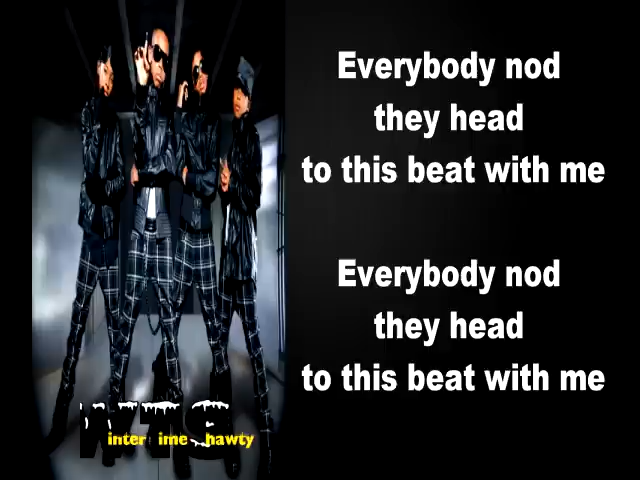 Everybody nod
they head
to this beat with me
Everybody nod
they head
to this beat with me
WTS
inter ime hawty